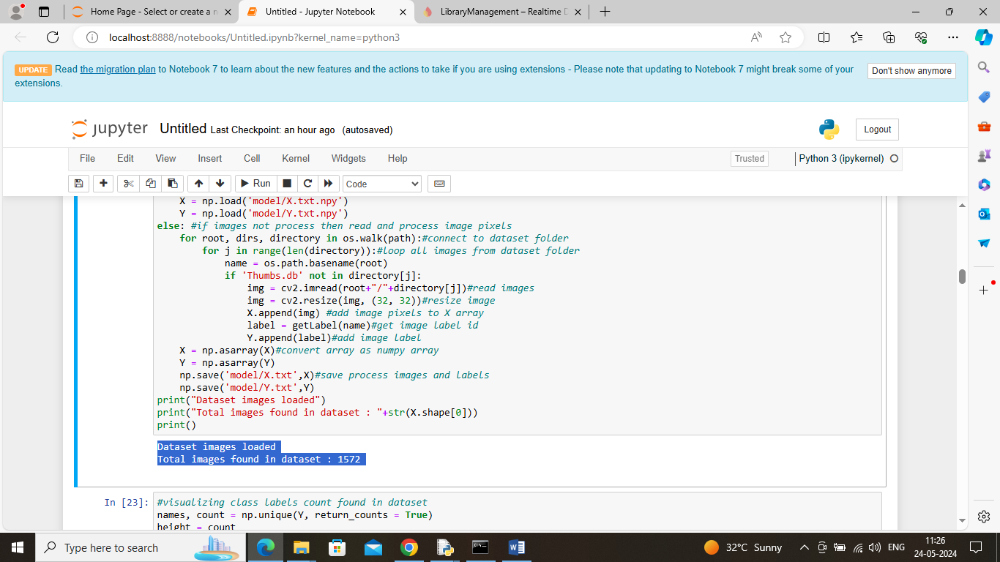 Home Page - Select or create a n
Untitled - Jupyter Notebook
LibraryManagement – Realtime D
localhost:8888/notebooks/Untitled.ipynb?kernel_name=python3
UPDATE Read the migration plan to Notebook 7 to learn about the new features and the actions to take if you are using extensions - Please note that updating to Notebook 7 might break some of your
extensions.
Don't show anymore
jupyter Untitled Last Checkpoint: an hour ago (autosaved)
Logout
File Edit View Insert Cell Kernel Widgets Help
Trusted
Python 3 (ipykernel)
Run
Code
X = np.load('model/X.txt.npy')
Y = np.load('model/Y.txt.npy')
else: #if images not process then read and process image pixels
for root, dirs, directory in os.walk(path):#connect to dataset folder
for j in range(len(directory)):#loop all images from dataset folder
name = os.path.basename(root)
if 'Thumbs.db' not in directory[j]:
img = cv2.imread(root+"/"+directory[j])#read images
img = cv2.resize(img, (32, 32))#resize image
X.append(img) #add image pixels to X array
label = getLabel(name)#get image label id
Y.append(label)#add image label
X = np.asarray(X)#convert array as numpy array
Y = np.asarray(Y)
np.save('model/X.txt',X)#save process images and labels
np.save('model/Y.txt',Y)
print("Dataset images loaded")
print("Total images found in dataset : "+str(X.shape[0]))
print()
Dataset images loaded
Total images found in dataset : 1572
In [23]: #visualizing class labels count found in dataset
names, count = np.unique(Y, return_counts = True)
height = count
Type here to search
32°C Sunny
ENG
11:26
24-05-2024